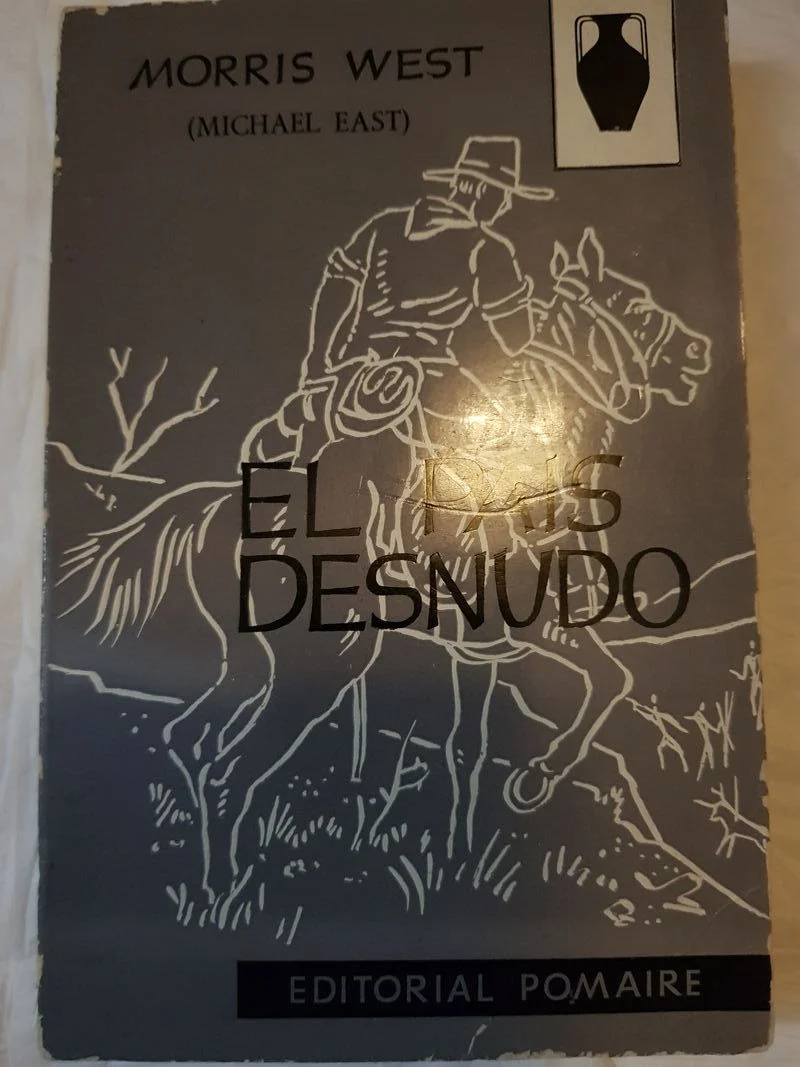 MORRIS WEST
(MICHAEL EAST)
EL PAIS
DESNUDO
EDITORIAL POMAIRE